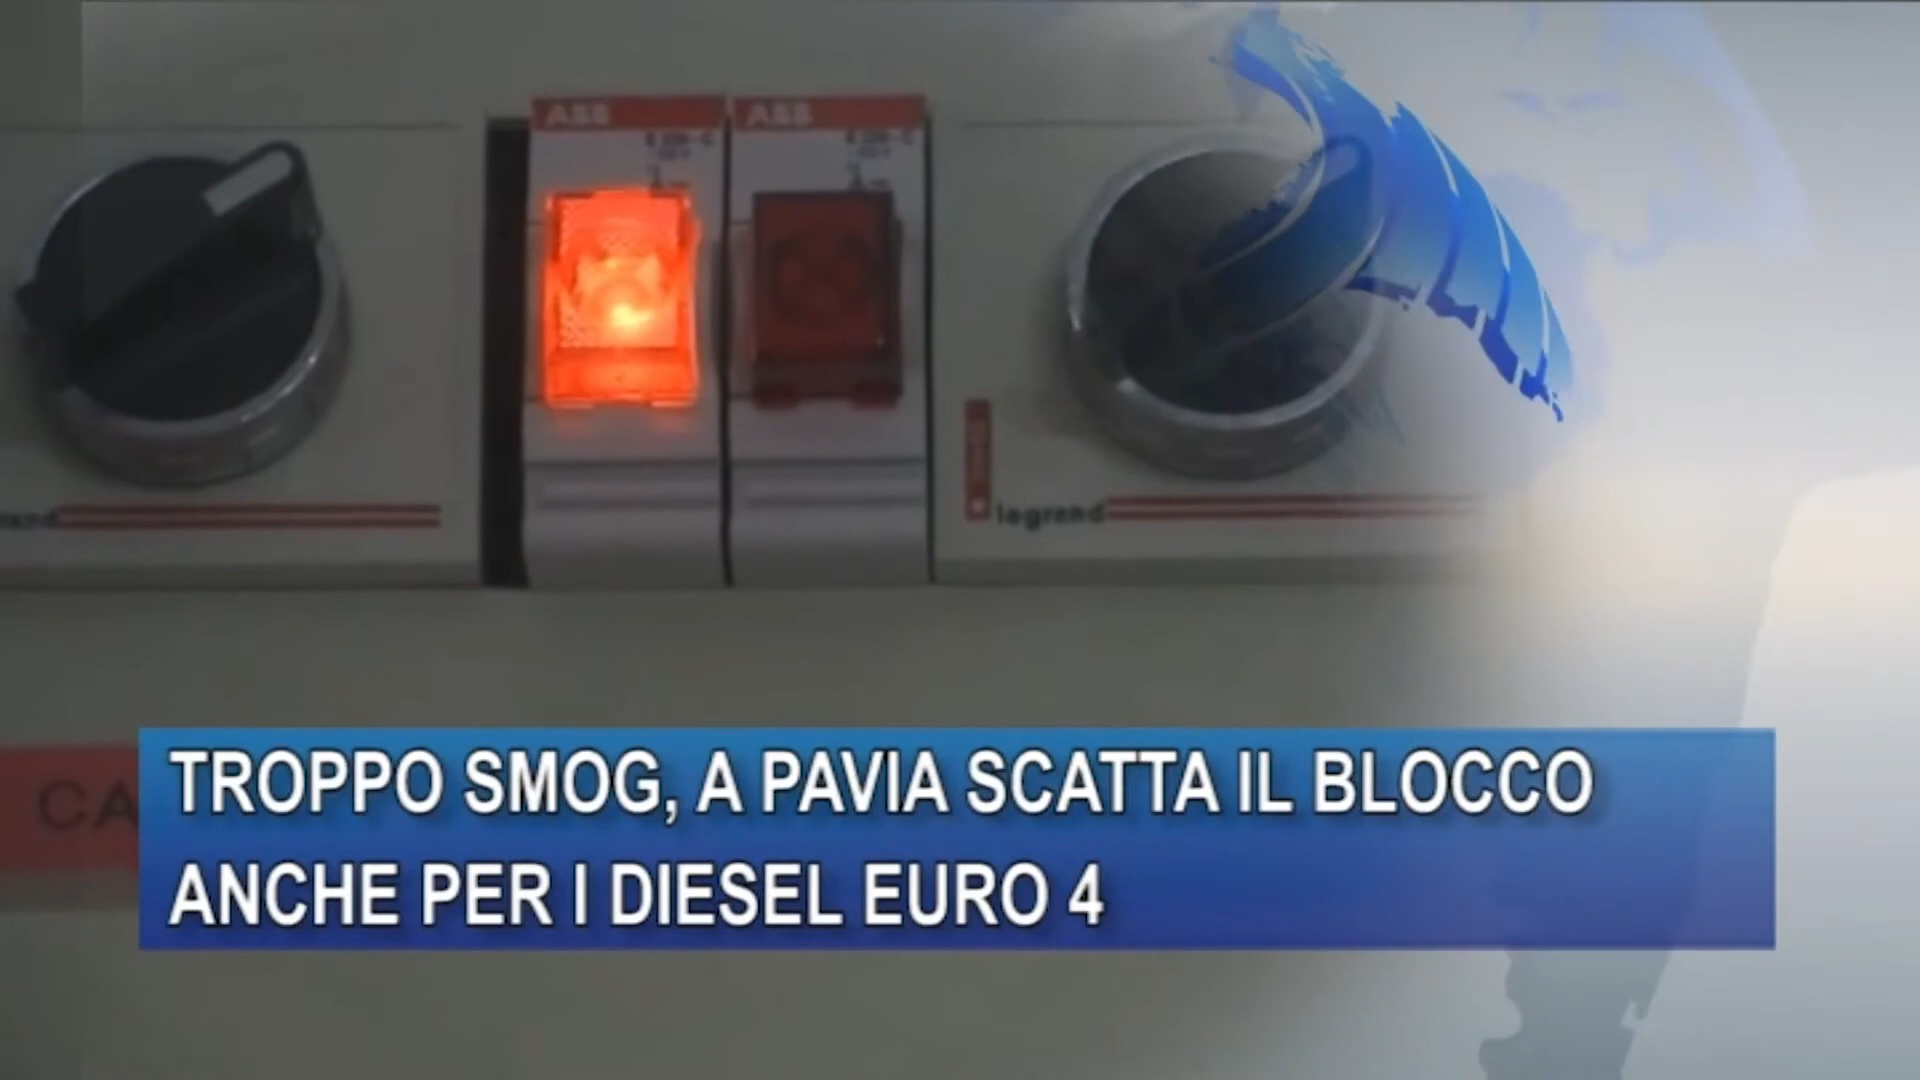 ABB ABB
legrand
TROPPO SMOG, A PAVIA SCATTA IL BLOCCO
ANCHE PER I DIESEL EURO 4